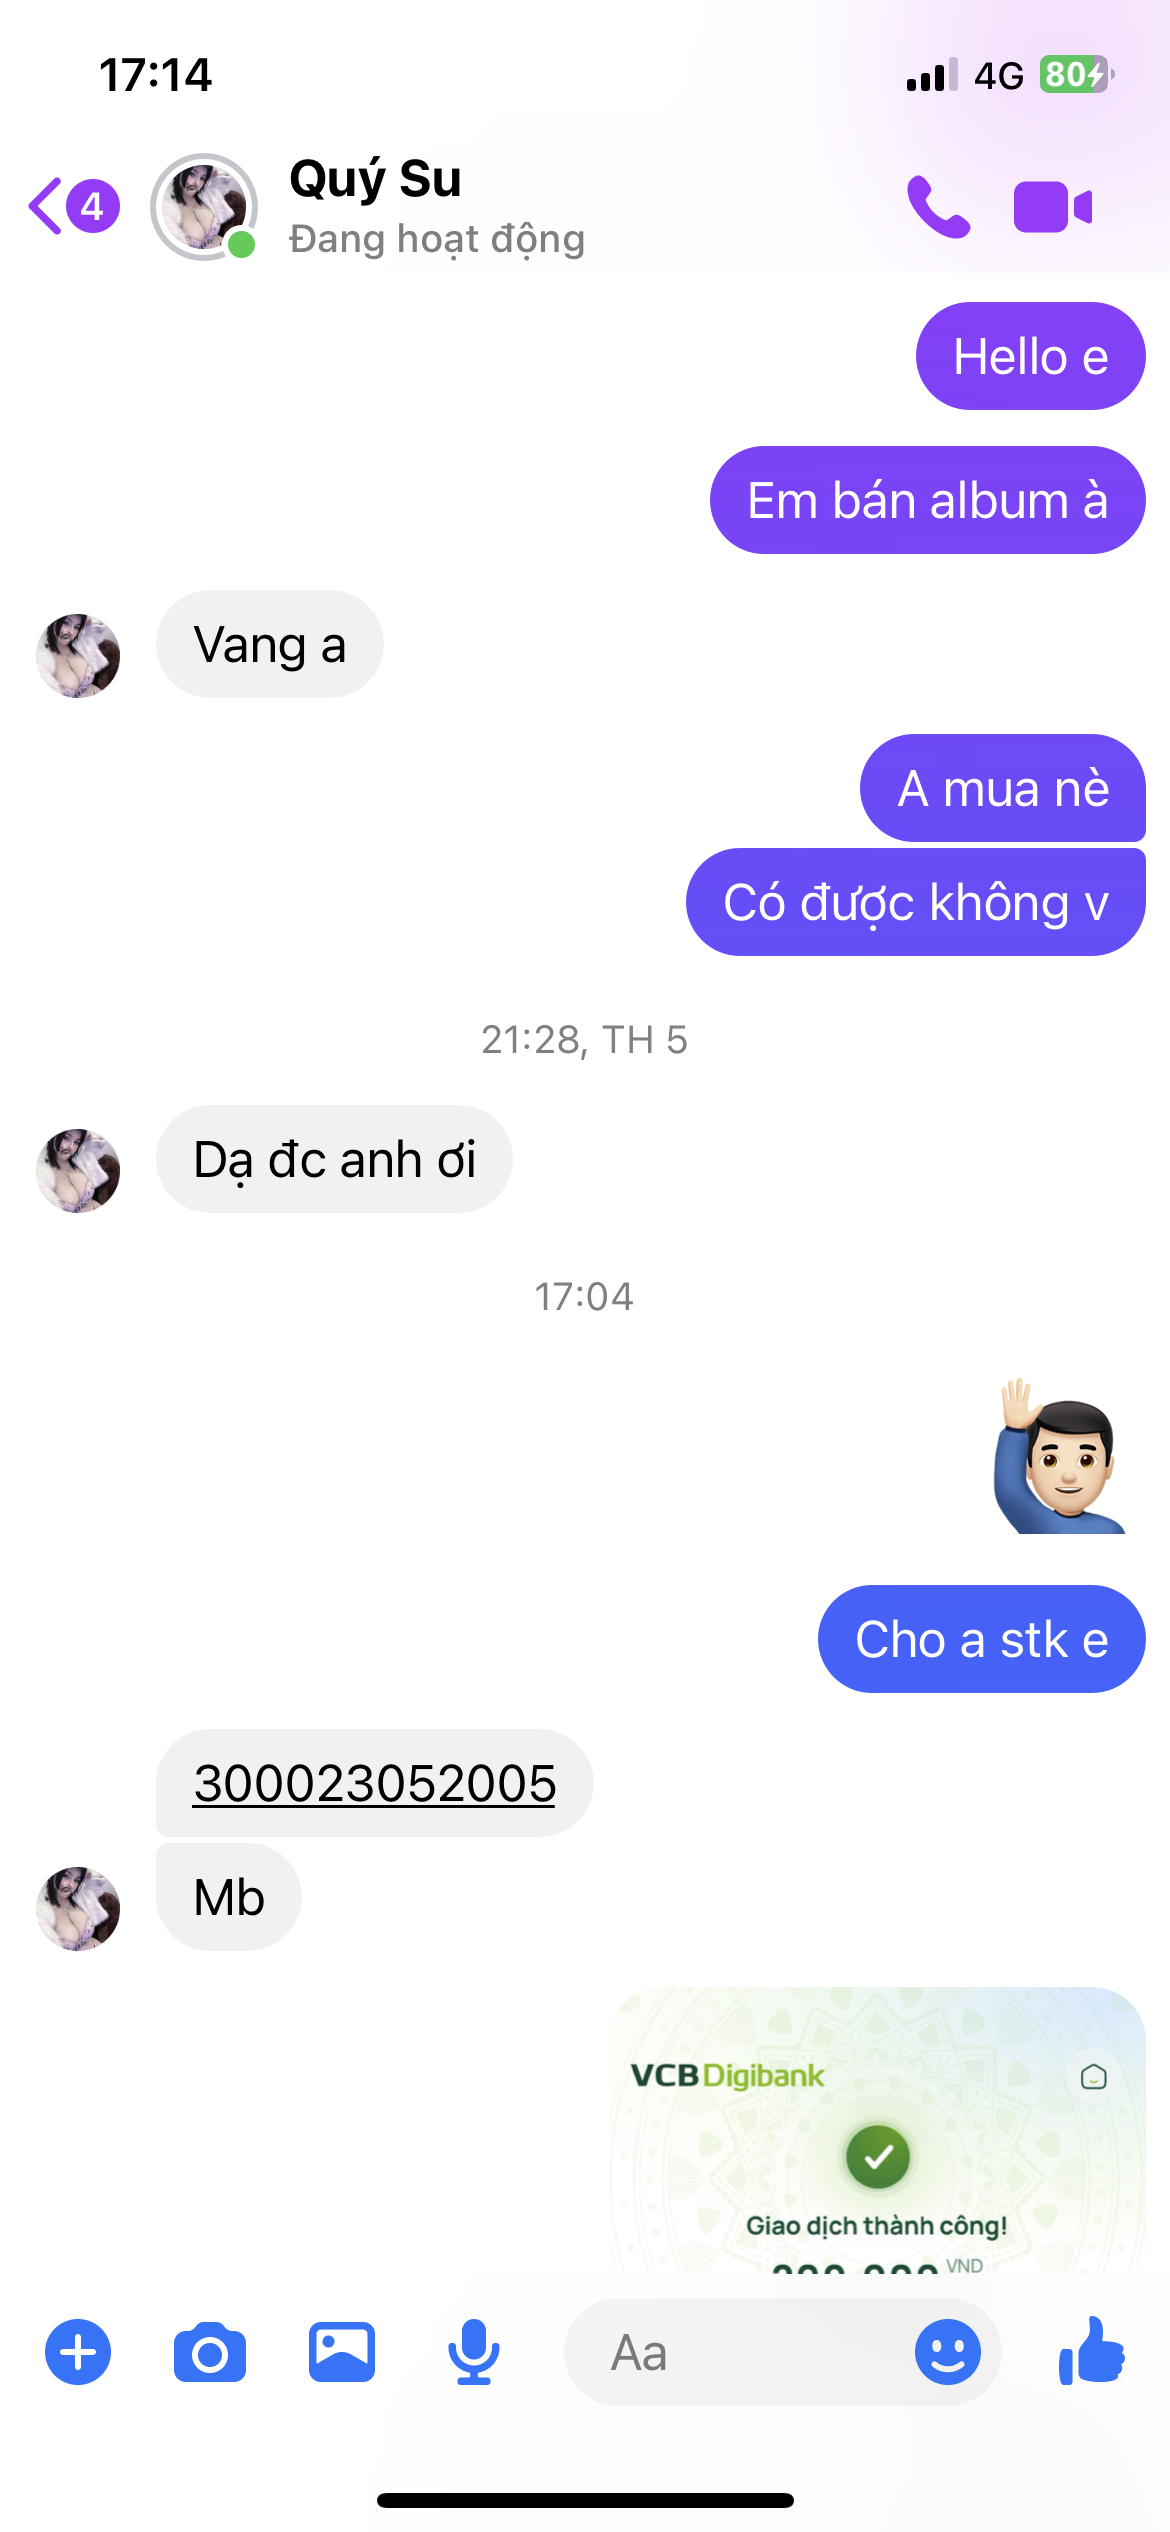 17:14
4G
80
4
Quý Su
Đang hoạt động
Hello e
Em bán album à
Vang a
A mua nè
Có được không v
21:28, TH 5
Dạ đc anh ơi
17:04
Cho a stk e
300023052005
Mb
VCB Digibank
Giao dịch thành công!
VND
Aa